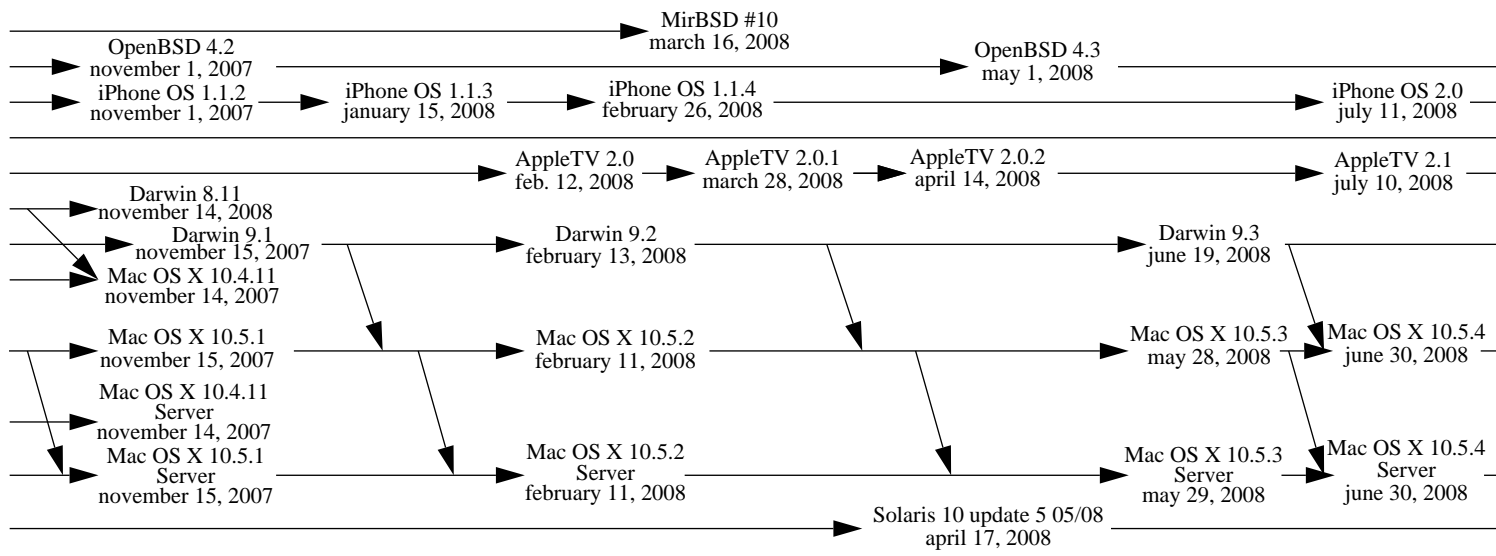 MirBSD #10
march 16, 2008
OpenBSD 4.2
november 1, 2007
OpenBSD 4.3
may 1, 2008
iPhone OS 1.1.2
november 1, 2007
iPhone OS 1.1.3
january 15, 2008
iPhone OS 1.1.4
february 26, 2008
iPhone OS 2.0
july 11, 2008
AppleTV 2.0
feb. 12, 2008
AppleTV 2.0.1
march 28, 2008
AppleTV 2.0.2
april 14, 2008
AppleTV 2.1
july 10, 2008
Darwin 8.11
november 14, 2008
Darwin 9.1
november 15, 2007
Darwin 9.2
february 13, 2008
Darwin 9.3
june 19, 2008
Mac OS X 10.4.11
november 14, 2007
Mac OS X 10.5.1
november 15, 2007
Mac OS X 10.5.2
february 11, 2008
Mac OS X 10.5.3
may 28, 2008
Mac OS X 10.5.4
june 30, 2008
Mac OS X 10.4.11
Server
november 14, 2007
Mac OS X 10.5.1
Server
november 15, 2007
Mac OS X 10.5.2
Server
february 11, 2008
Mac OS X 10.5.3
Server
may 29, 2008
Mac OS X 10.5.4
Server
june 30, 2008
Solaris 10 update 5 05/08
april 17, 2008